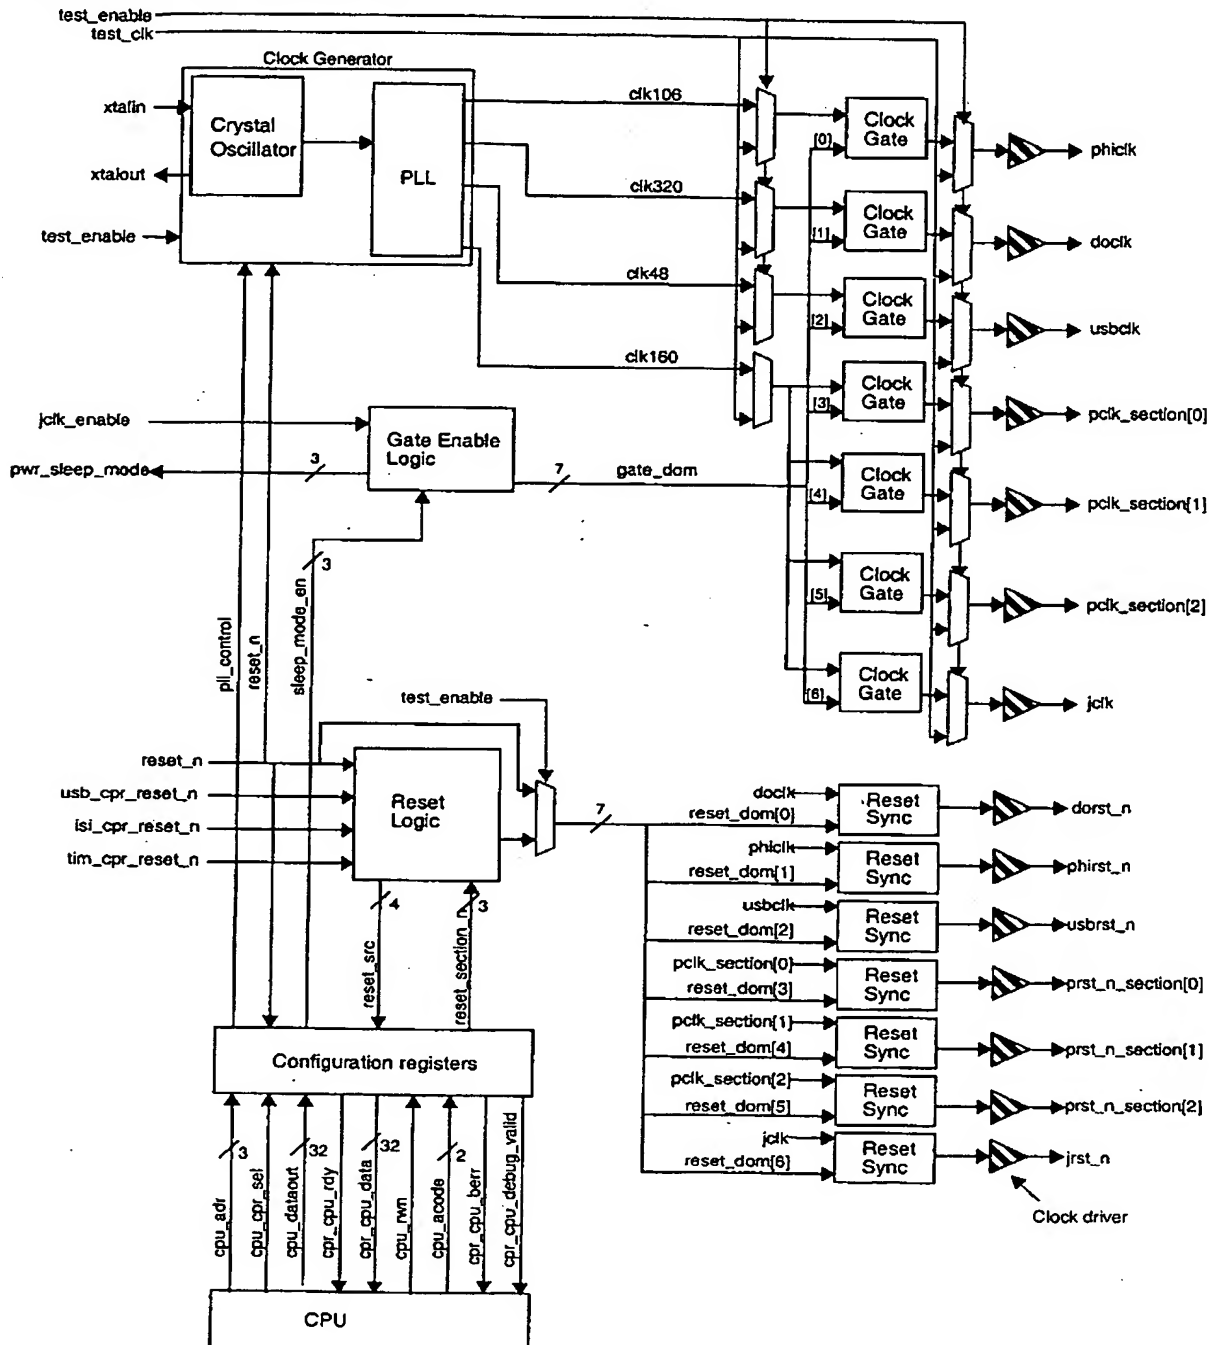 test_enable
test_clk
Clock Generator
xtalin
Crystal
Oscillator
xtalout
test_enable
PLL
clk106
clk320
clk48
clk160
[0]
Clock
Gate
phiclk
[1]
Clock
Gate
doclk
[2]
Clock
Gate
usbclk
[3]
Clock
Gate
pclk_section[0]
[4]
Clock
Gate
pclk_section[1]
[5]
Clock
Gate
pclk_section[2]
[6]
Clock
Gate
jclk
jclk_enable
pwr_sleep_mode
3
Gate Enable
Logic
7
gate_dom
3
pll_control
reset_n
sleep_mode_en
test_enable
reset_n
usb_cpr_reset_n
isi_cpr_reset_n
tim_cpr_reset_n
Reset
Logic
7
4
3
reset_src
reset_section_n
doclk
reset_dom[0]
Reset
Sync
dorst_n
phiclk
reset_dom[1]
Reset
Sync
phirst_n
usbclk
reset_dom[2]
Reset
Sync
usbrst_n
pclk_section[0]
reset_dom[3]
Reset
Sync
prst_n_section[0]
pclk_section[1]
reset_dom[4]
Reset
Sync
prst_n_section[1]
pclk_section[2]
reset_dom[5]
Reset
Sync
prst_n_section[2]
jclk
reset_dom[6]
Reset
Sync
jrst_n
Clock driver
Configuration registers
3
32
32
2
cpu_adr
cpu_cpr_sel
cpu_dataout
cpr_cpu_rdy
cpr_cpu_data
cpu_rwn
cpu_acode
cpr_cpu_berr
cpr_cpu_debug_valid
CPU